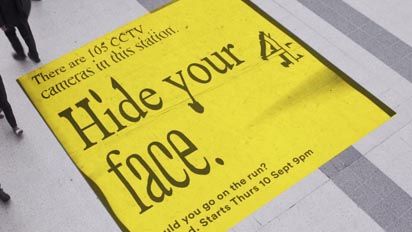 There are 105 CCTV
cameras in this station.
Hide your
face.
uld you go on the run?
d. Starts Thurs 10 Sept 9pm